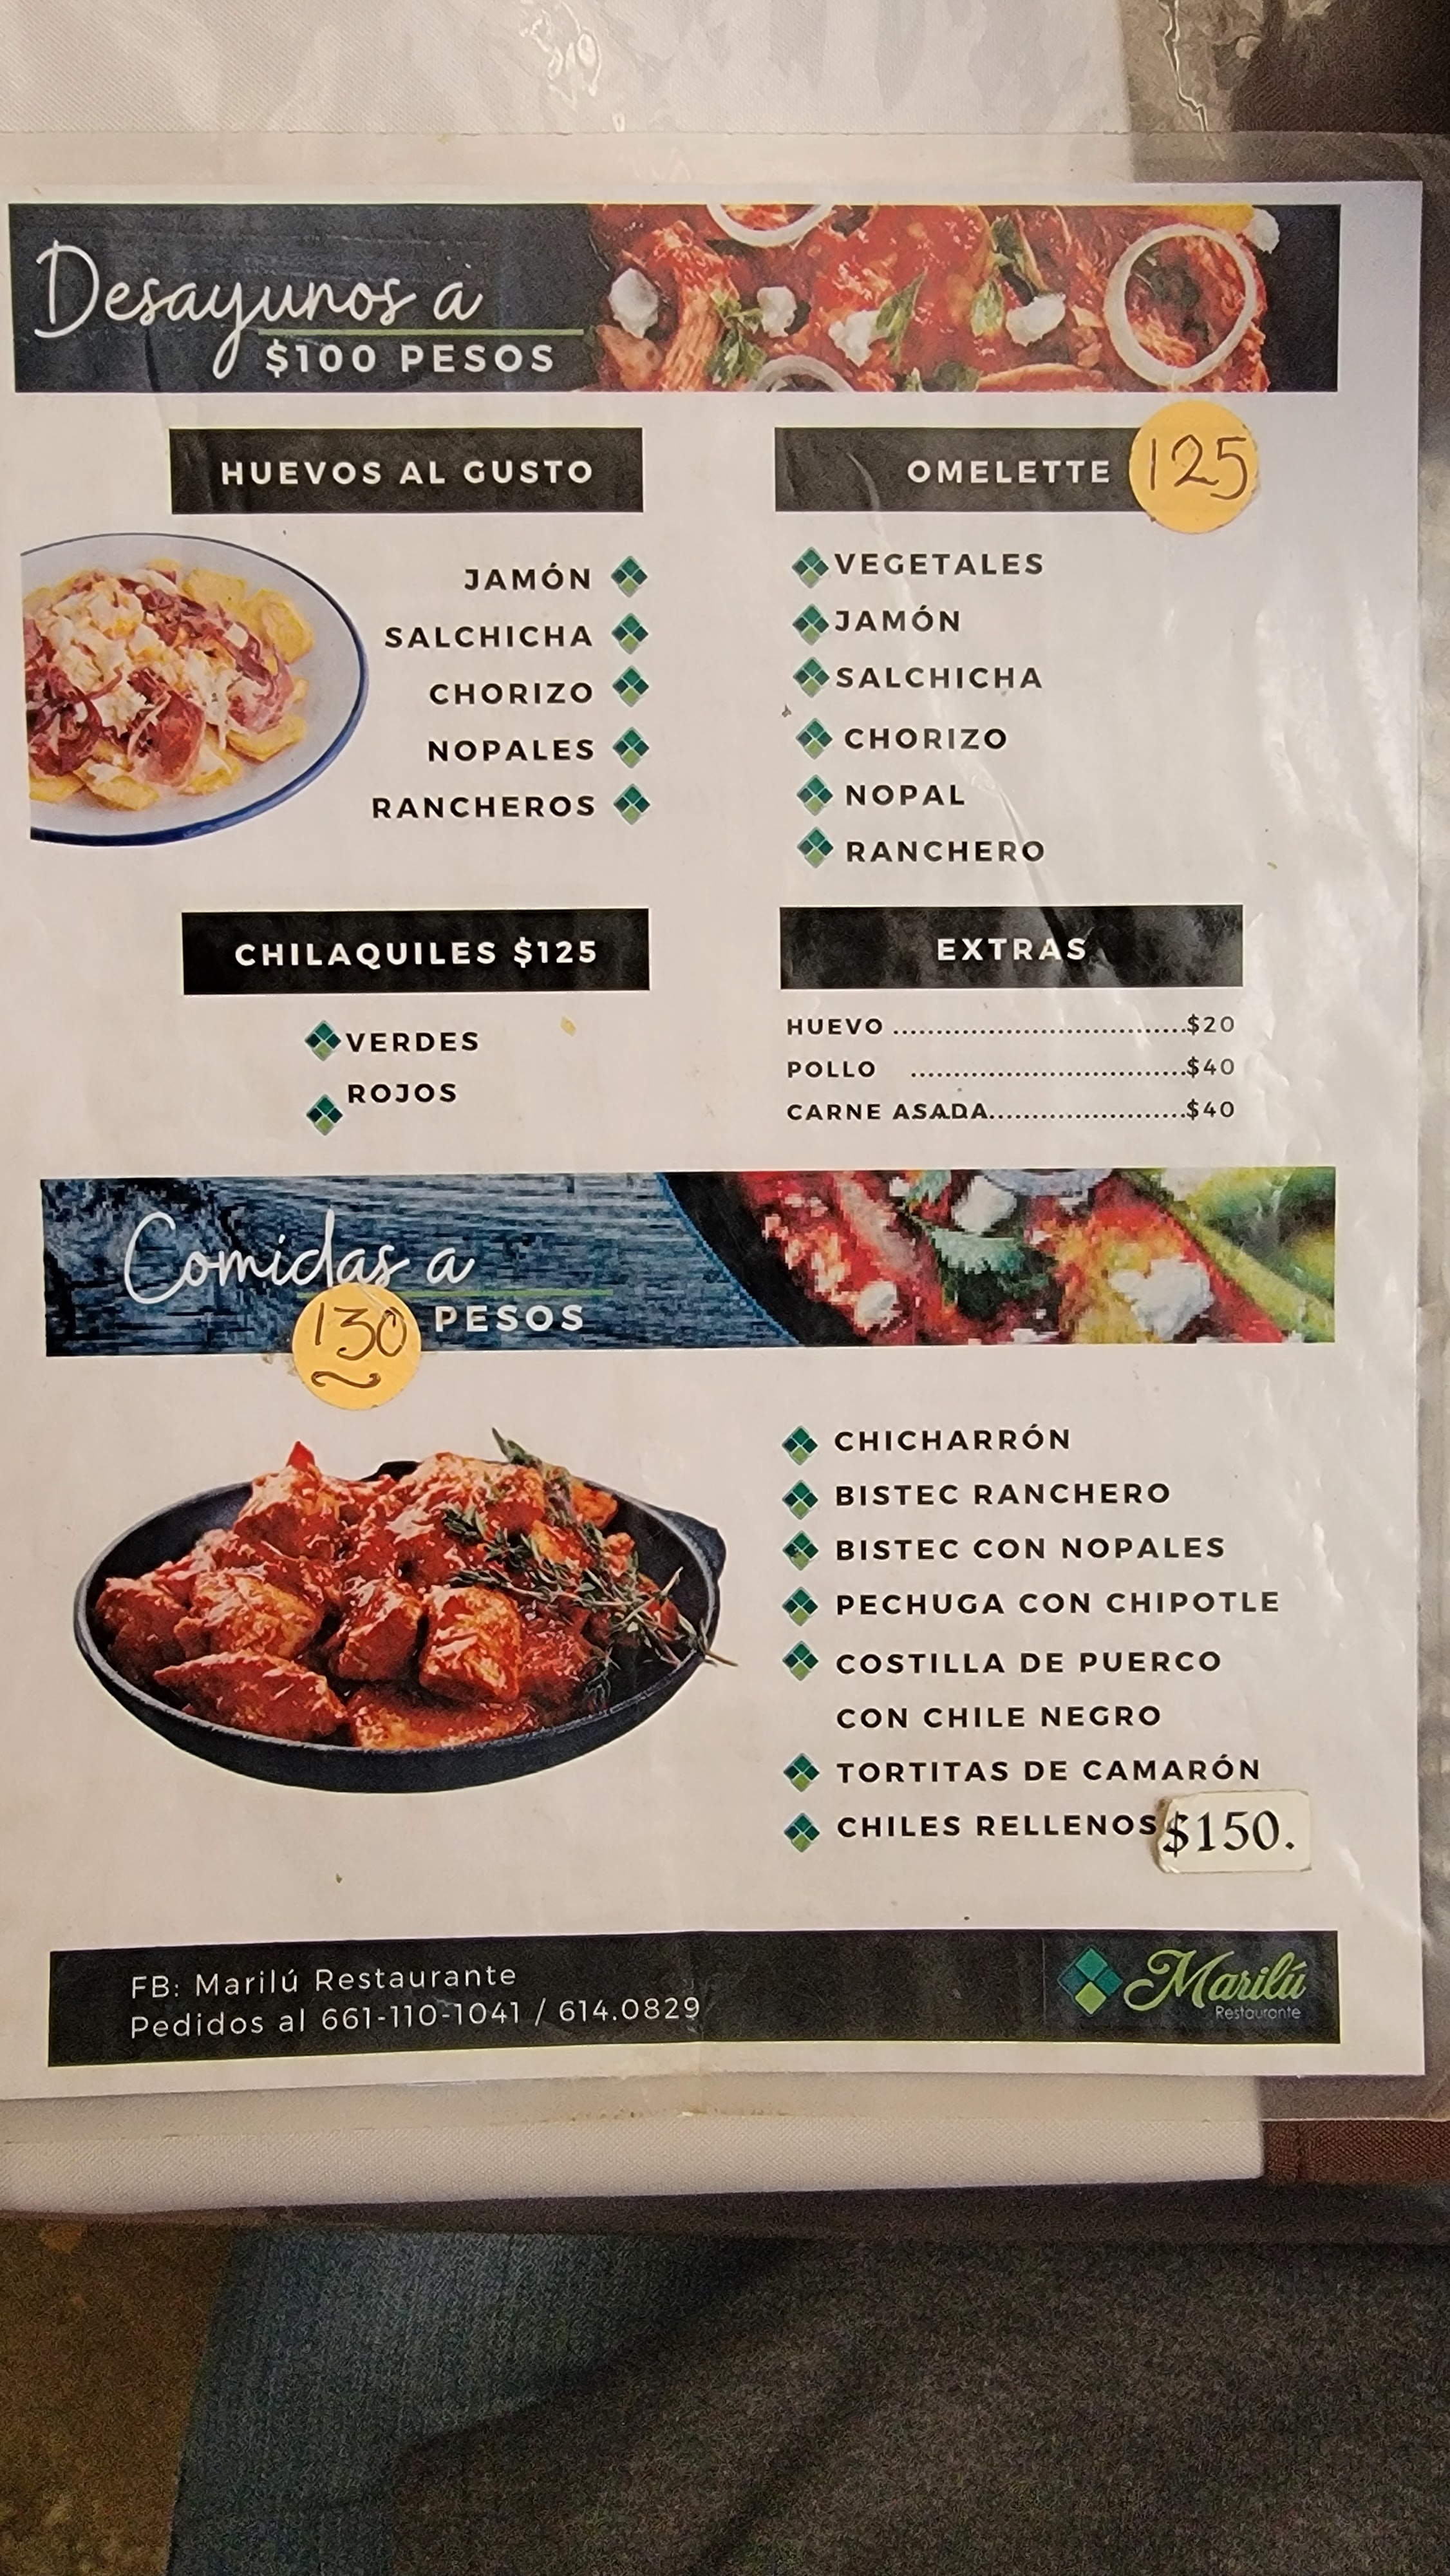 Desayunos a
$100 PESOS
HUEVOS AL GUSTO
JAMÓN
SALCHICHA
CHORIZO
NOPALES
RANCHEROS
OMELETTE 125
VEGETALES
JAMÓN
SALCHICHA
CHORIZO
NOPAL
RANCHERO
CHILAQUILES $125
VERDES
ROJOS
EXTRAS
HUEVO ..................................$20
POLLO ................................$40
CARNE ASADA.......................$40
Comidas a
130 PESOS
CHICHARRÓN
BISTEC RANCHERO
BISTEC CON NOPALES
PECHUGA CON CHIPOTLE
COSTILLA DE PUERCO
CON CHILE NEGRO
TORTITAS DE CAMARÓN
CHILES RELLENOS $150.
FB: Marilú Restaurante
Pedidos al 661-110-1041 / 614.0829
Marilú
Restaurante